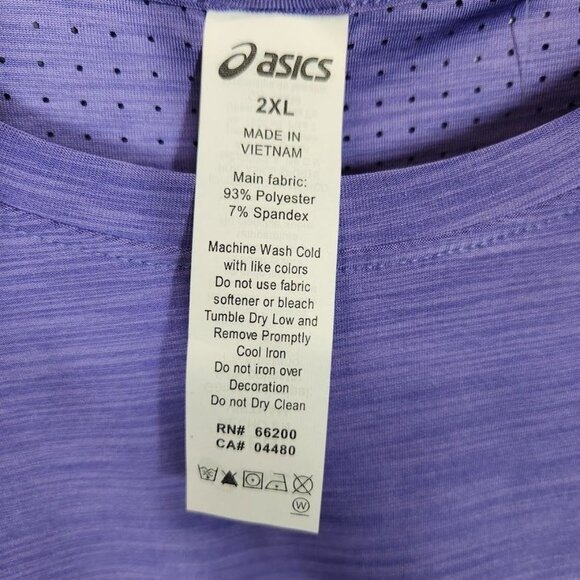 asics
2XL
MADE IN
VIETNAM
Main fabric:
93% Polyester
7% Spandex
Machine Wash Cold
with like colors
Do not use fabric
softener or bleach
Tumble Dry Low and
Remove Promptly
Cool Iron
Do not iron over
Decoration
Do not Dry Clean
RN# 66200
CA# 04480
W